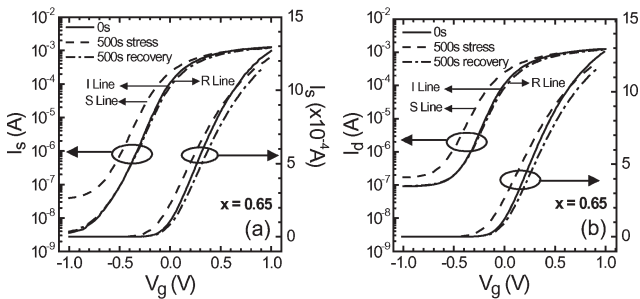 10⁻² 15
0s
10⁻³ 500s stress
500s recovery
10⁻⁴ I Line R Line 10
S Line
10⁻⁵
Iₛ (A) Iₛ (x10⁻⁴A)
10⁻⁶ 5
10⁻⁷
x = 0.65
10⁻⁸ (a) 0
10⁻⁹
-1.0 -0.5 0.0 0.5 1.0
V_g (V)
10⁻² 15
0s
10⁻³ 500s stress
500s recovery
10⁻⁴ I Line R Line 10
S Line
10⁻⁵
I_d (A)
10⁻⁶ 5
10⁻⁷
x = 0.65
10⁻⁸ (b) 0
10⁻⁹
-1.0 -0.5 0.0 0.5 1.0
V_g (V)